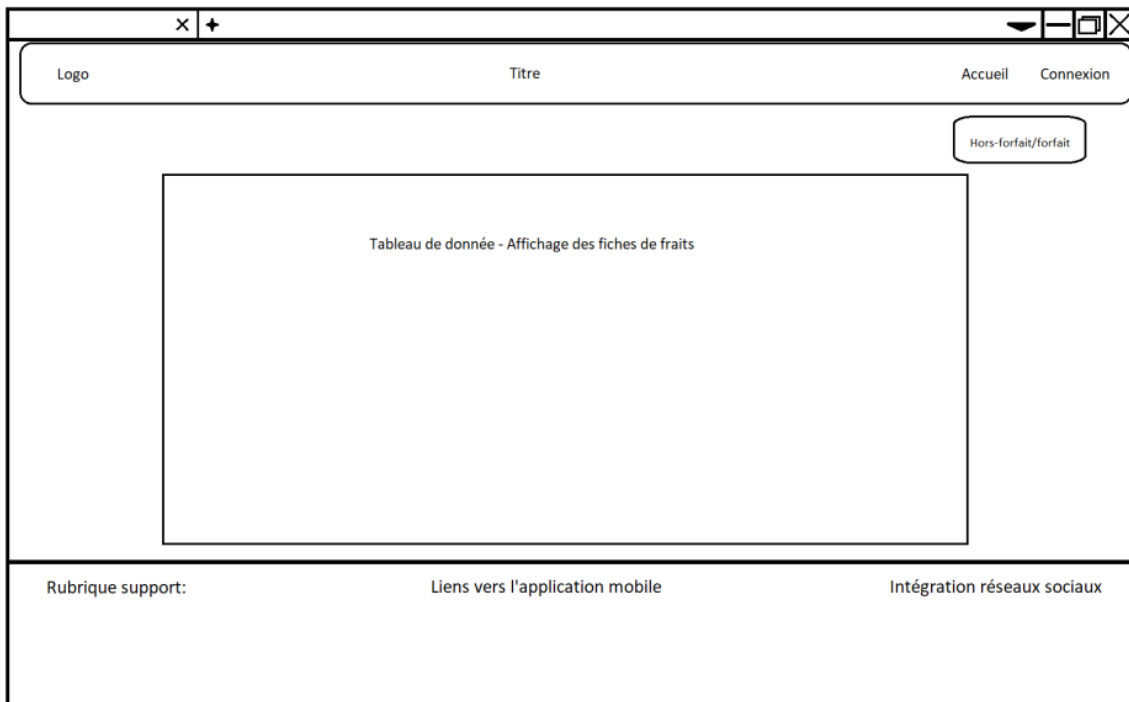 Logo
Titre
Accueil
Connexion
Hors-forfait/forfait
Tableau de donnée - Affichage des fiches de fraits
Rubrique support:
Liens vers l'application mobile
Intégration réseaux sociaux